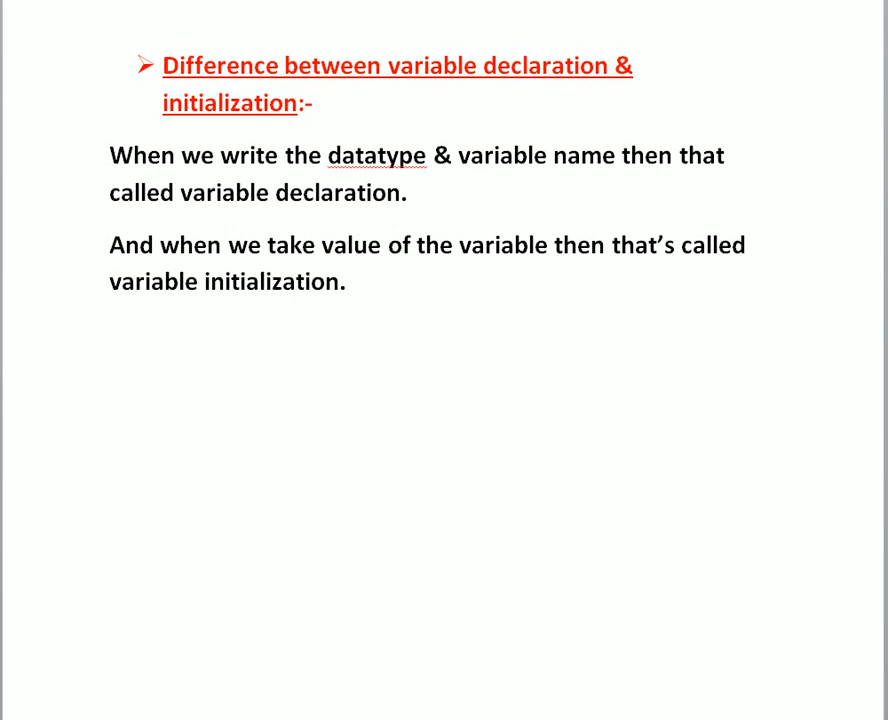 Difference between variable declaration &
initialization:-
When we write the datatype & variable name then that
called variable declaration.
And when we take value of the variable then that’s called
variable initialization.